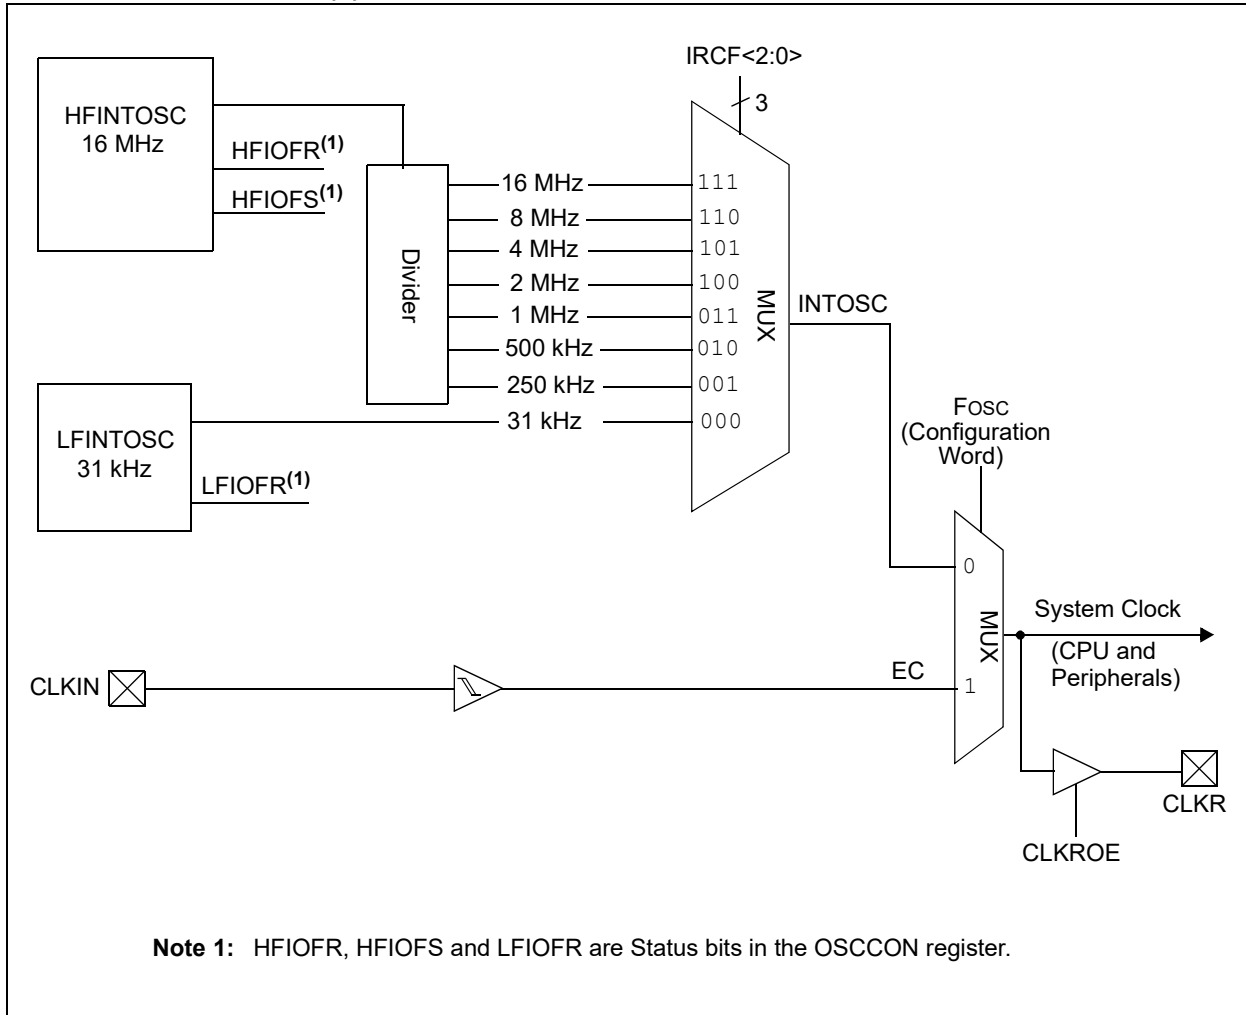 IRCF<2:0>
3
HFINTOSC
16 MHz
HFIOFR(1)
HFIOFS(1)
Divider
16 MHz
8 MHz
4 MHz
2 MHz
1 MHz
500 kHz
250 kHz
31 kHz
111
110
101
100
011
010
001
000
MUX
INTOSC
LFINTOSC
31 kHz
LFIOFR(1)
FOSC
(Configuration
Word)
0
1
MUX
System Clock
(CPU and
Peripherals)
CLKIN
EC
CLKR
CLKROE
Note 1: HFIOFR, HFIOFS and LFIOFR are Status bits in the OSCCON register.